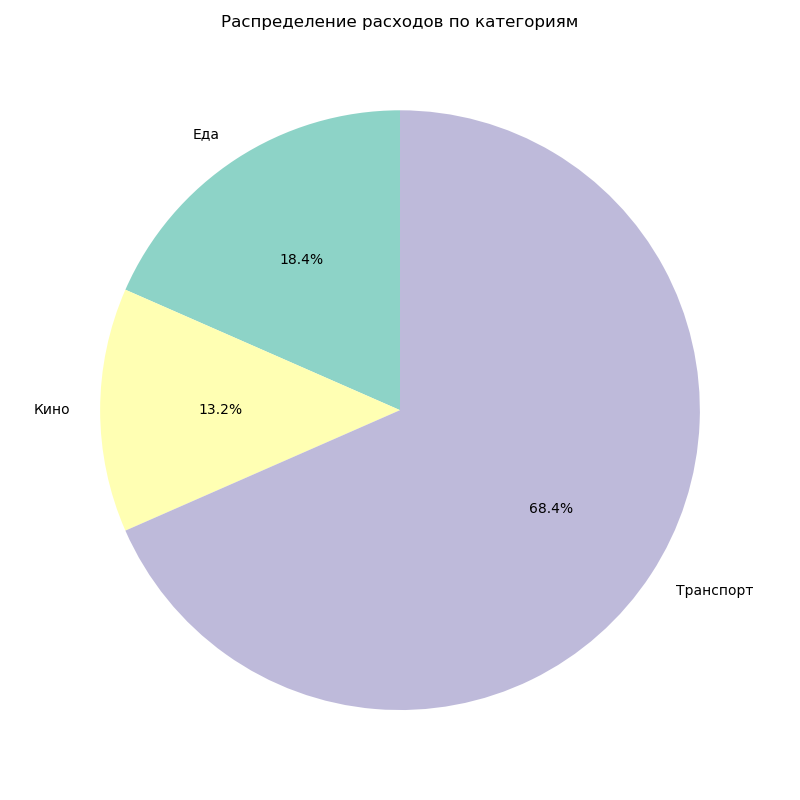 Распределение расходов по категориям
Еда
18.4%
Кино
13.2%
68.4%
Транспорт